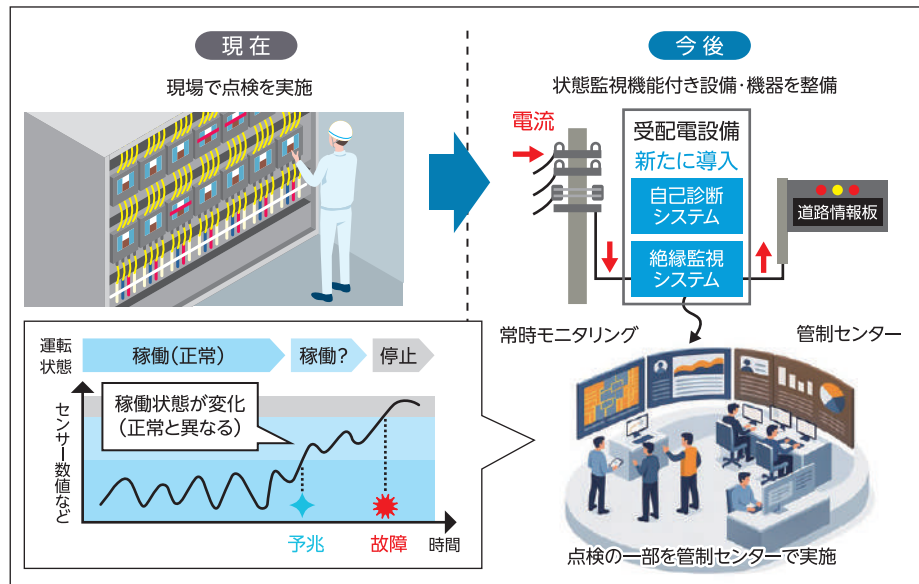 現在
現場で点検を実施
今後
状態監視機能付き設備・機器を整備
電流
受配電設備
新たに導入
自己診断
システム
絶縁監視
システム
道路情報板
常時モニタリング
管制センター
点検の一部を管制センターで実施
運転
状態
稼働(正常)
稼働?
停止
センサー数値など
稼働状態が変化
(正常と異なる)
予兆
故障
時間